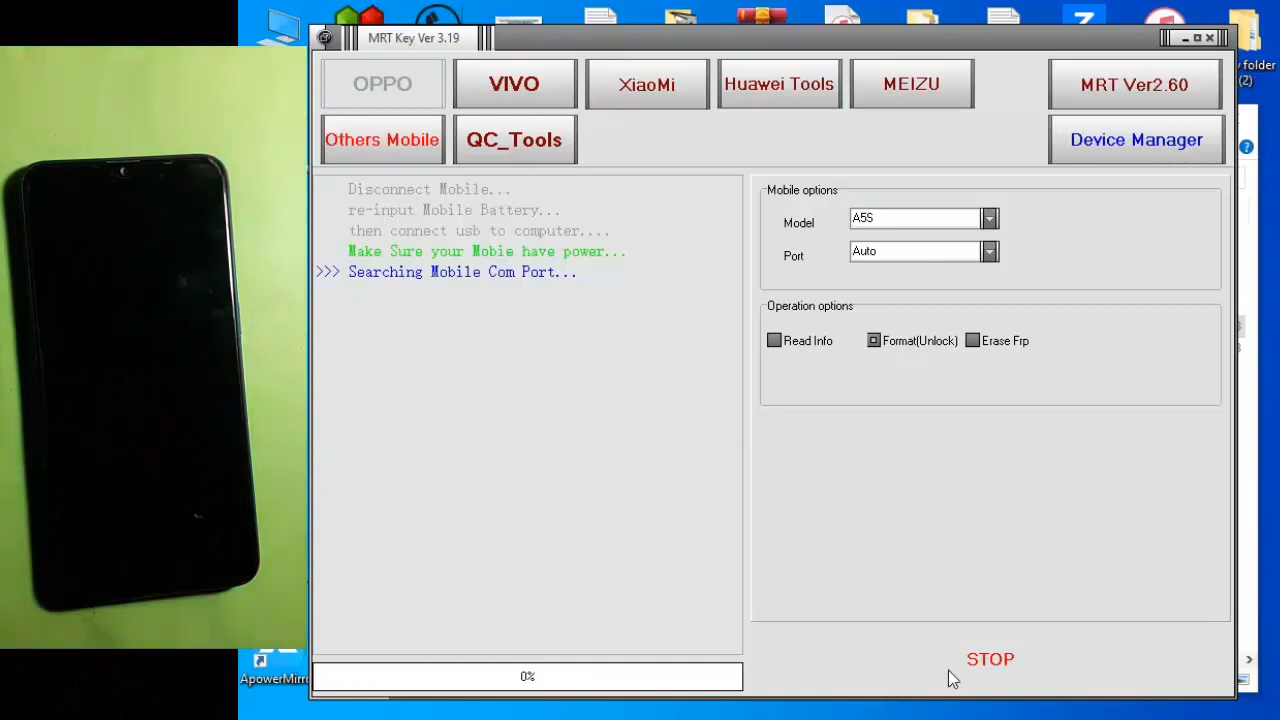 MRT Key Ver 3.19
y folder
(2)
OPPO
VIVO
XiaoMi
Huawei Tools
MEIZU
MRT Ver2.60
Others Mobile
QC_Tools
Device Manager
Disconnect Mobile...
re-input Mobile Battery...
then connect usb to computer....
Make Sure your Mobie have power...
>>> Searching Mobile Com Port...
Mobile options
Model
A5S
Port
Auto
Operation options
Read Info
Format(Unlock)
Erase Frp
STOP
0%
ApowerMirro